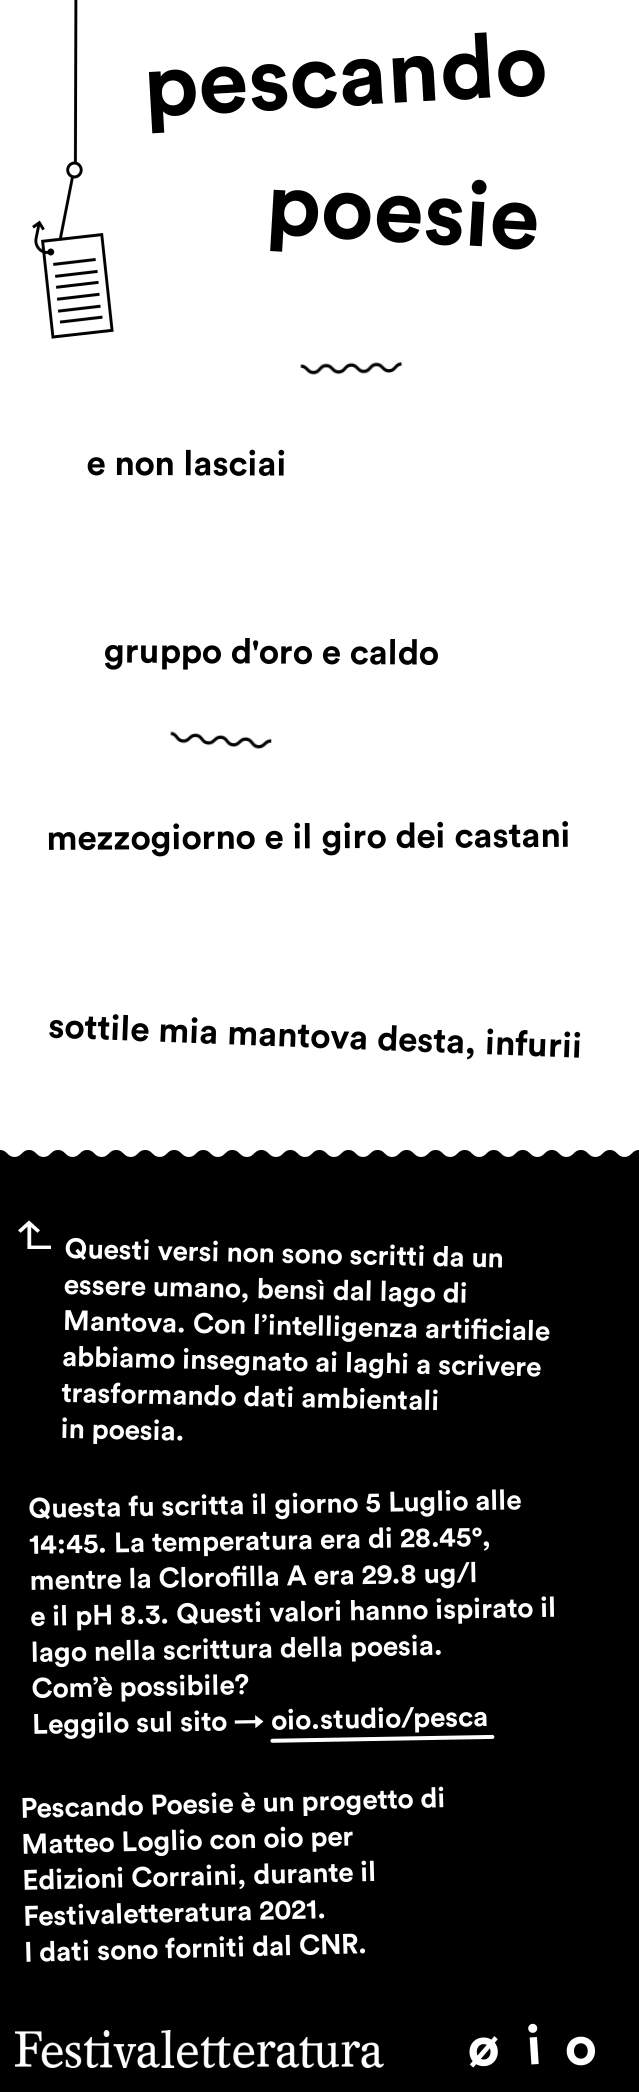 pescando
poesie
e non lasciai
gruppo d'oro e caldo
mezzogiorno e il giro dei castani
sottile mia mantova desta, infurii
Questi versi non sono scritti da un
essere umano, bensì dal lago di
Mantova. Con l’intelligenza artificiale
abbiamo insegnato ai laghi a scrivere
trasformando dati ambientali
in poesia.
Questa fu scritta il giorno 5 Luglio alle
14:45. La temperatura era di 28.45°,
mentre la Clorofilla A era 29.8 ug/l
e il pH 8.3. Questi valori hanno ispirato il
lago nella scrittura della poesia.
Com’è possibile?
Leggilo sul sito → oio.studio/pesca
Pescando Poesie è un progetto di
Matteo Loglio con oio per
Edizioni Corraini, durante il
Festivaletteratura 2021.
I dati sono forniti dal CNR.
Festivaletteratura ø i o